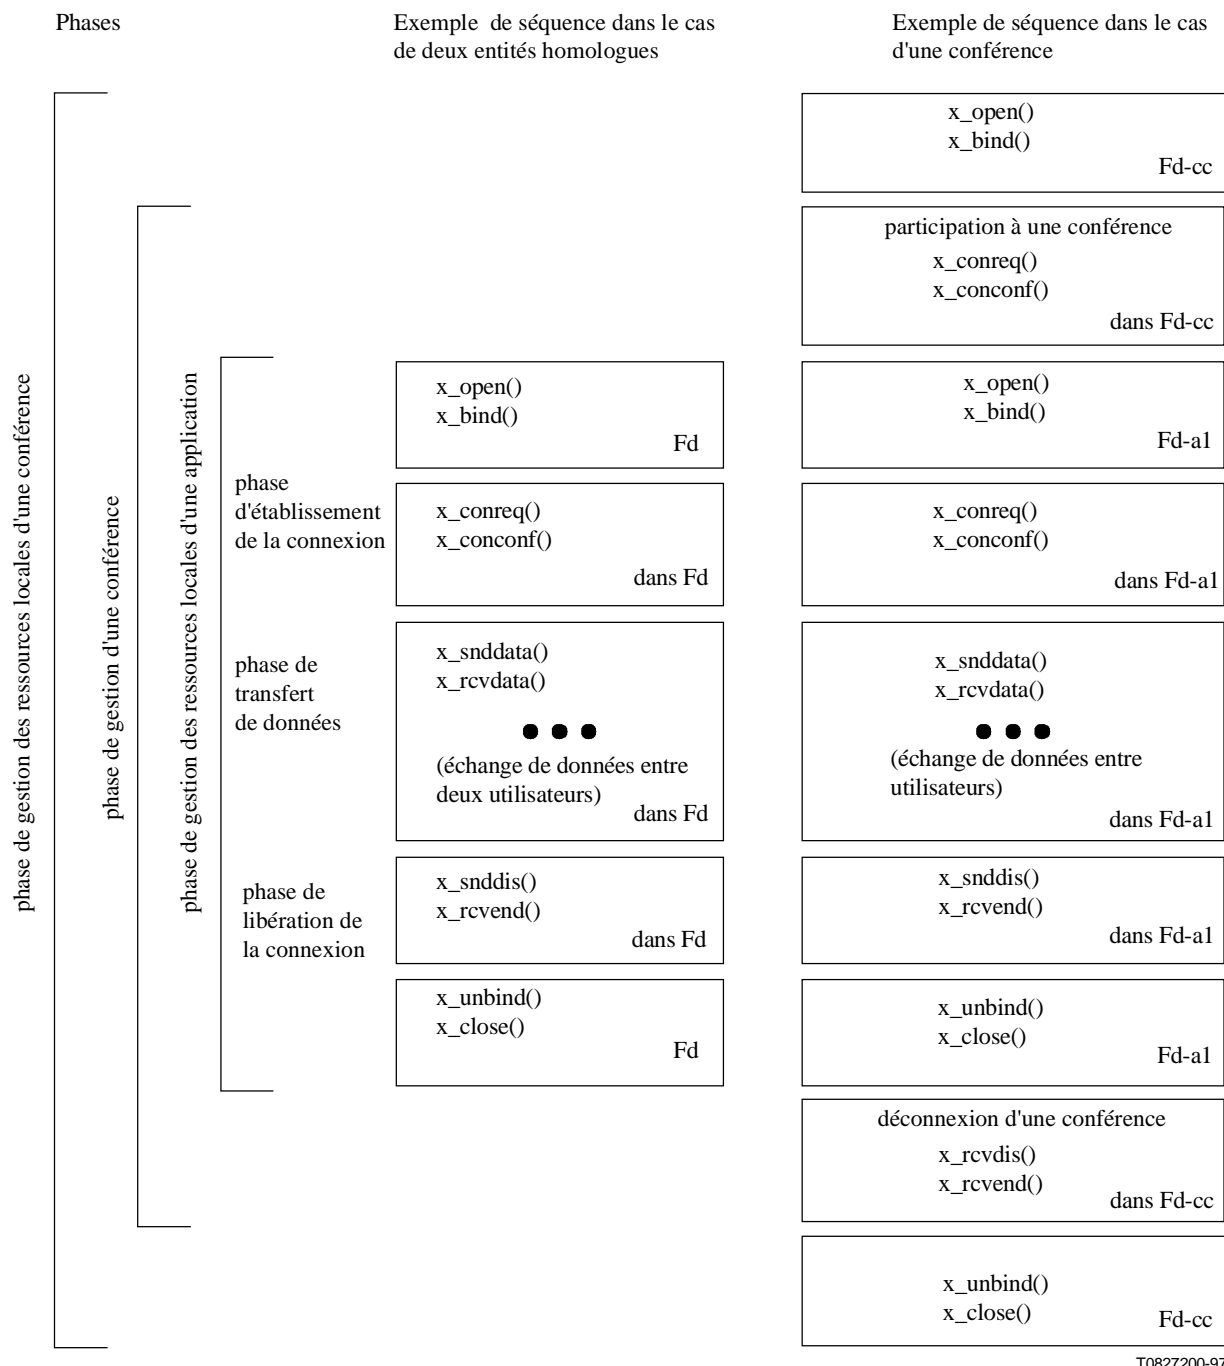 Phases
Exemple de séquence dans le cas
de deux entités homologues
Exemple de séquence dans le cas
d'une conférence
phase de gestion des ressources locales d'une conférence
phase de gestion d'une conférence
phase de gestion des ressources locales d'une application
x_open()
x_bind()
Fd-cc
participation à une conférence
x_conreq()
x_conconf()
dans Fd-cc
x_open()
x_bind()
Fd
x_open()
x_bind()
Fd-a1
phase
d'établissement
de la connexion
x_conreq()
x_conconf()
dans Fd
x_conreq()
x_conconf()
dans Fd-a1
phase de
transfert
de données
x_snddata()
x_rcvdata()
(échange de données entre
deux utilisateurs)
dans Fd
x_snddata()
x_rcvdata()
(échange de données entre
utilisateurs)
dans Fd-a1
phase de
libération de
la connexion
x_snddis()
x_rcvend()
dans Fd
x_snddis()
x_rcvend()
dans Fd-a1
x_unbind()
x_close()
Fd
x_unbind()
x_close()
Fd-a1
déconnexion d'une conférence
x_rcvdis()
x_rcvend()
dans Fd-cc
x_unbind()
x_close()
Fd-cc
T0827200-97